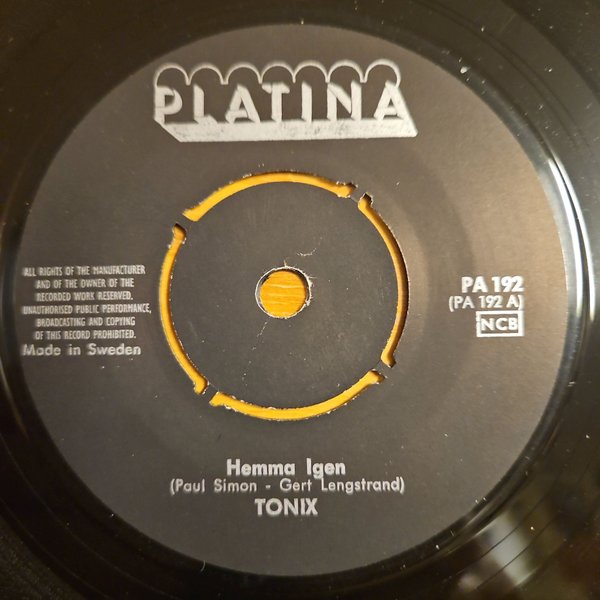 PLATINA
ALL RIGHTS OF THE MANUFACTURER
AND OF THE OWNER OF THE
RECORDED WORK RESERVED.
UNAUTHORISED PUBLIC PERFORMANCE,
BROADCASTING AND COPYING
OF THIS RECORD PROHIBITED.
Made in Sweden
PA 192
(PA 192 A)
NCB
Hemma Igen
(Paul Simon - Gert Lengstrand)
TONIX